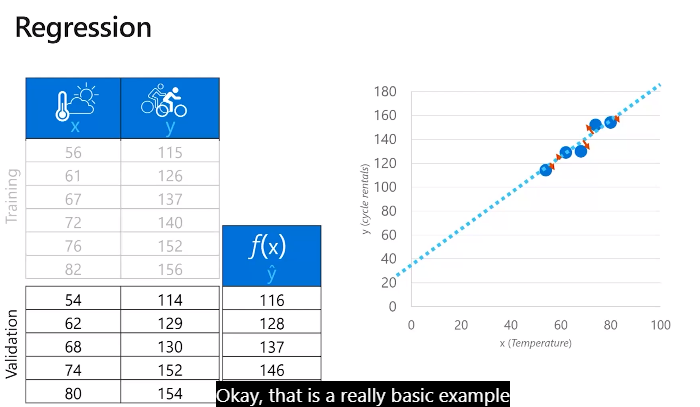 Regression
x y
Training
56 115
61 126
67 137
72 140
76 152
82 156
f(x)
ŷ
Validation
54 114 116
62 129 128
68 130 137
74 152 146
80 154
y (cycle rentals)
180
160
140
120
100
80
60
40
20
0
0 20 40 60 80 100
x (Temperature)
Okay, that is a really basic example